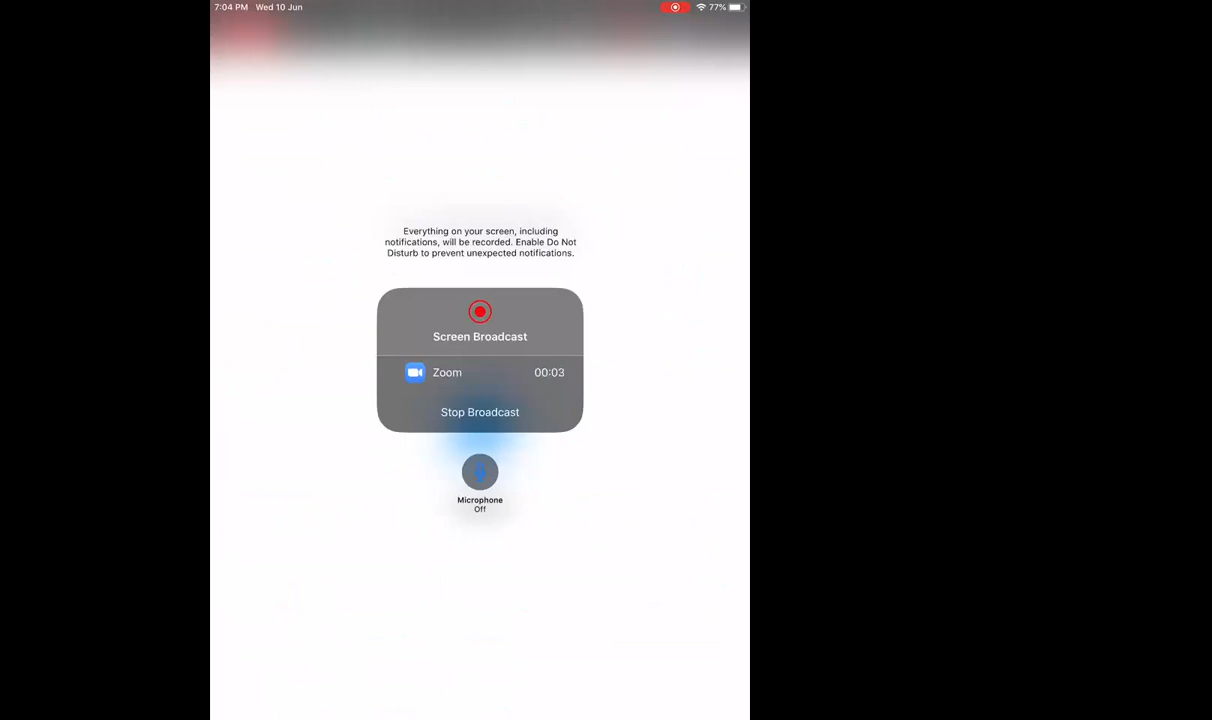 7:04 PM Wed 10 Jun 77%
Everything on your screen, including
notifications, will be recorded. Enable Do Not
Disturb to prevent unexpected notifications.
Screen Broadcast
Zoom 00:03
Stop Broadcast
Microphone
Off